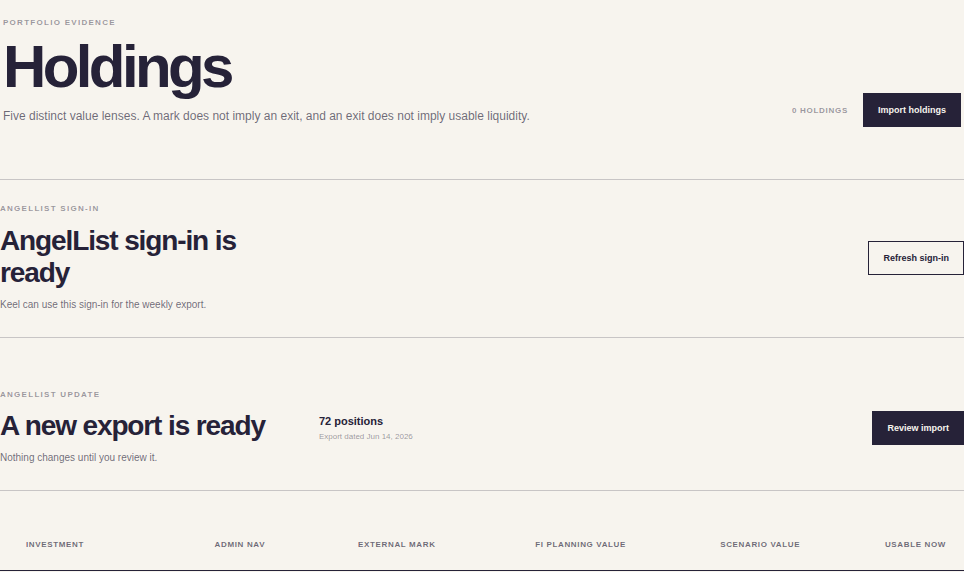 PORTFOLIO EVIDENCE
Holdings
Five distinct value lenses. A mark does not imply an exit, and an exit does not imply usable liquidity.
0 HOLDINGS
Import holdings
ANGELLIST SIGN-IN
AngelList sign-in is
ready
Keel can use this sign-in for the weekly export.
Refresh sign-in
ANGELLIST UPDATE
A new export is ready
Nothing changes until you review it.
72 positions
Export dated Jun 14, 2026
Review import
INVESTMENT ADMIN NAV EXTERNAL MARK FI PLANNING VALUE SCENARIO VALUE USABLE NOW